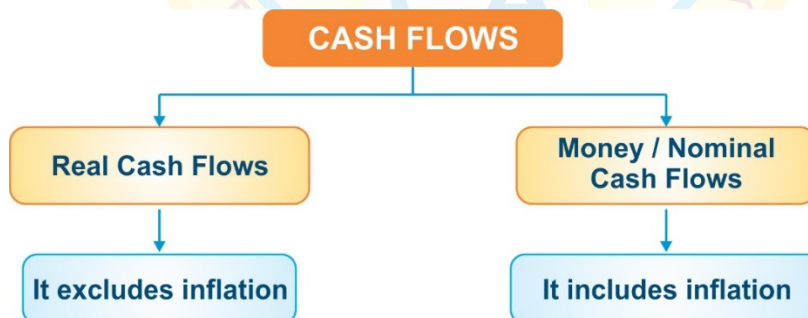 CASH FLOWS
Real Cash Flows
Money / Nominal
Cash Flows
It excludes inflation
It includes inflation